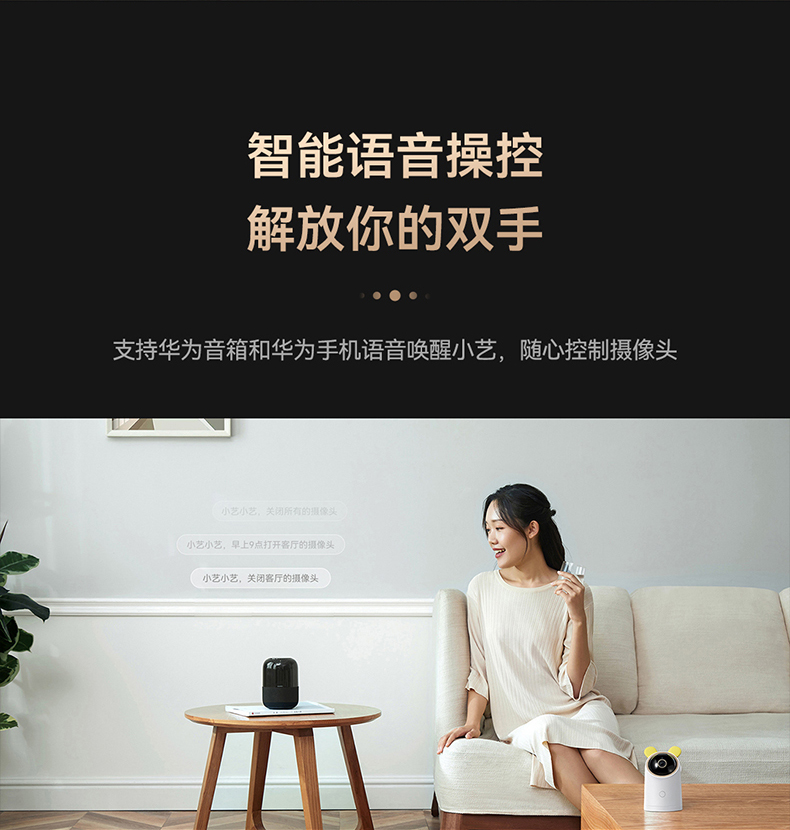 智能语音操控
解放你的双手
支持华为音箱和华为手机语音唤醒小艺，随心控制摄像头
小艺小艺，关闭所有的摄像头
小艺小艺，早上9点打开客厅的摄像头
小艺小艺，关闭客厅的摄像头